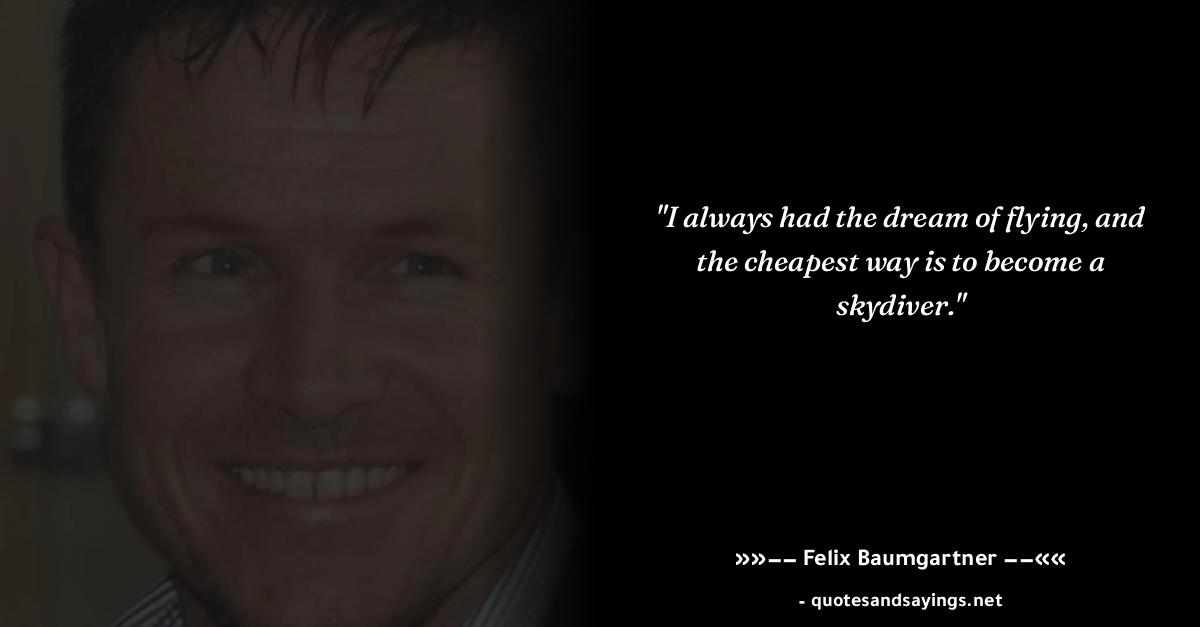 "I always had the dream of flying, and
the cheapest way is to become a
skydiver."
»»–– Felix Baumgartner ––««
- quotesandsayings.net